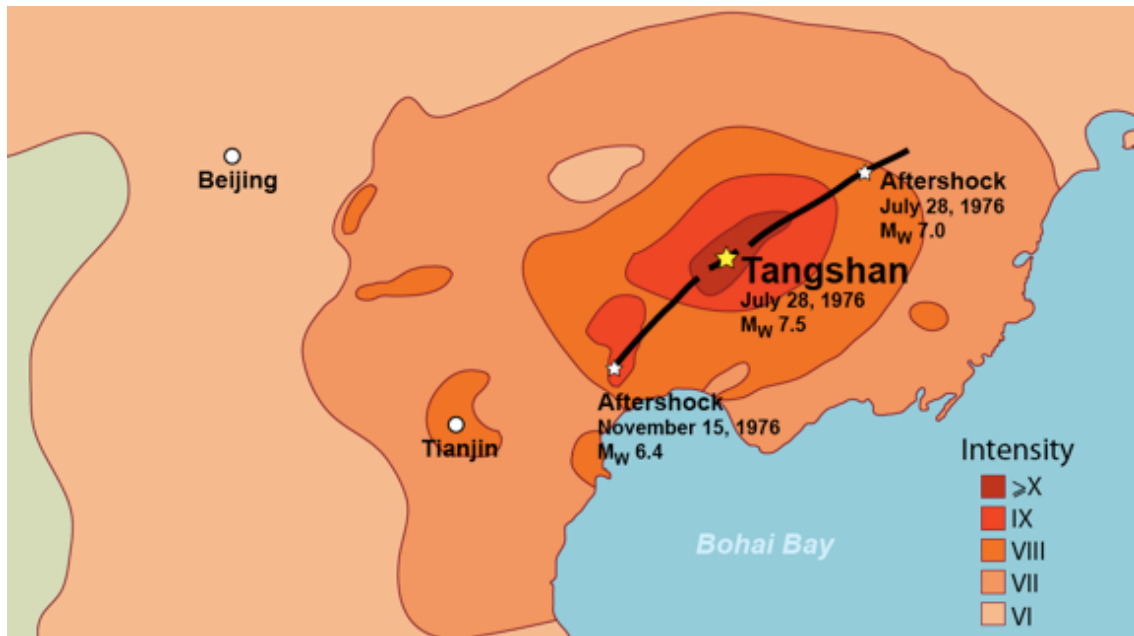 Beijing
Aftershock
July 28, 1976
MW 7.0
Tangshan
July 28, 1976
MW 7.5
Aftershock
November 15, 1976
MW 6.4
Tianjin
Bohai Bay
Intensity
⩾X
IX
VIII
VII
VI